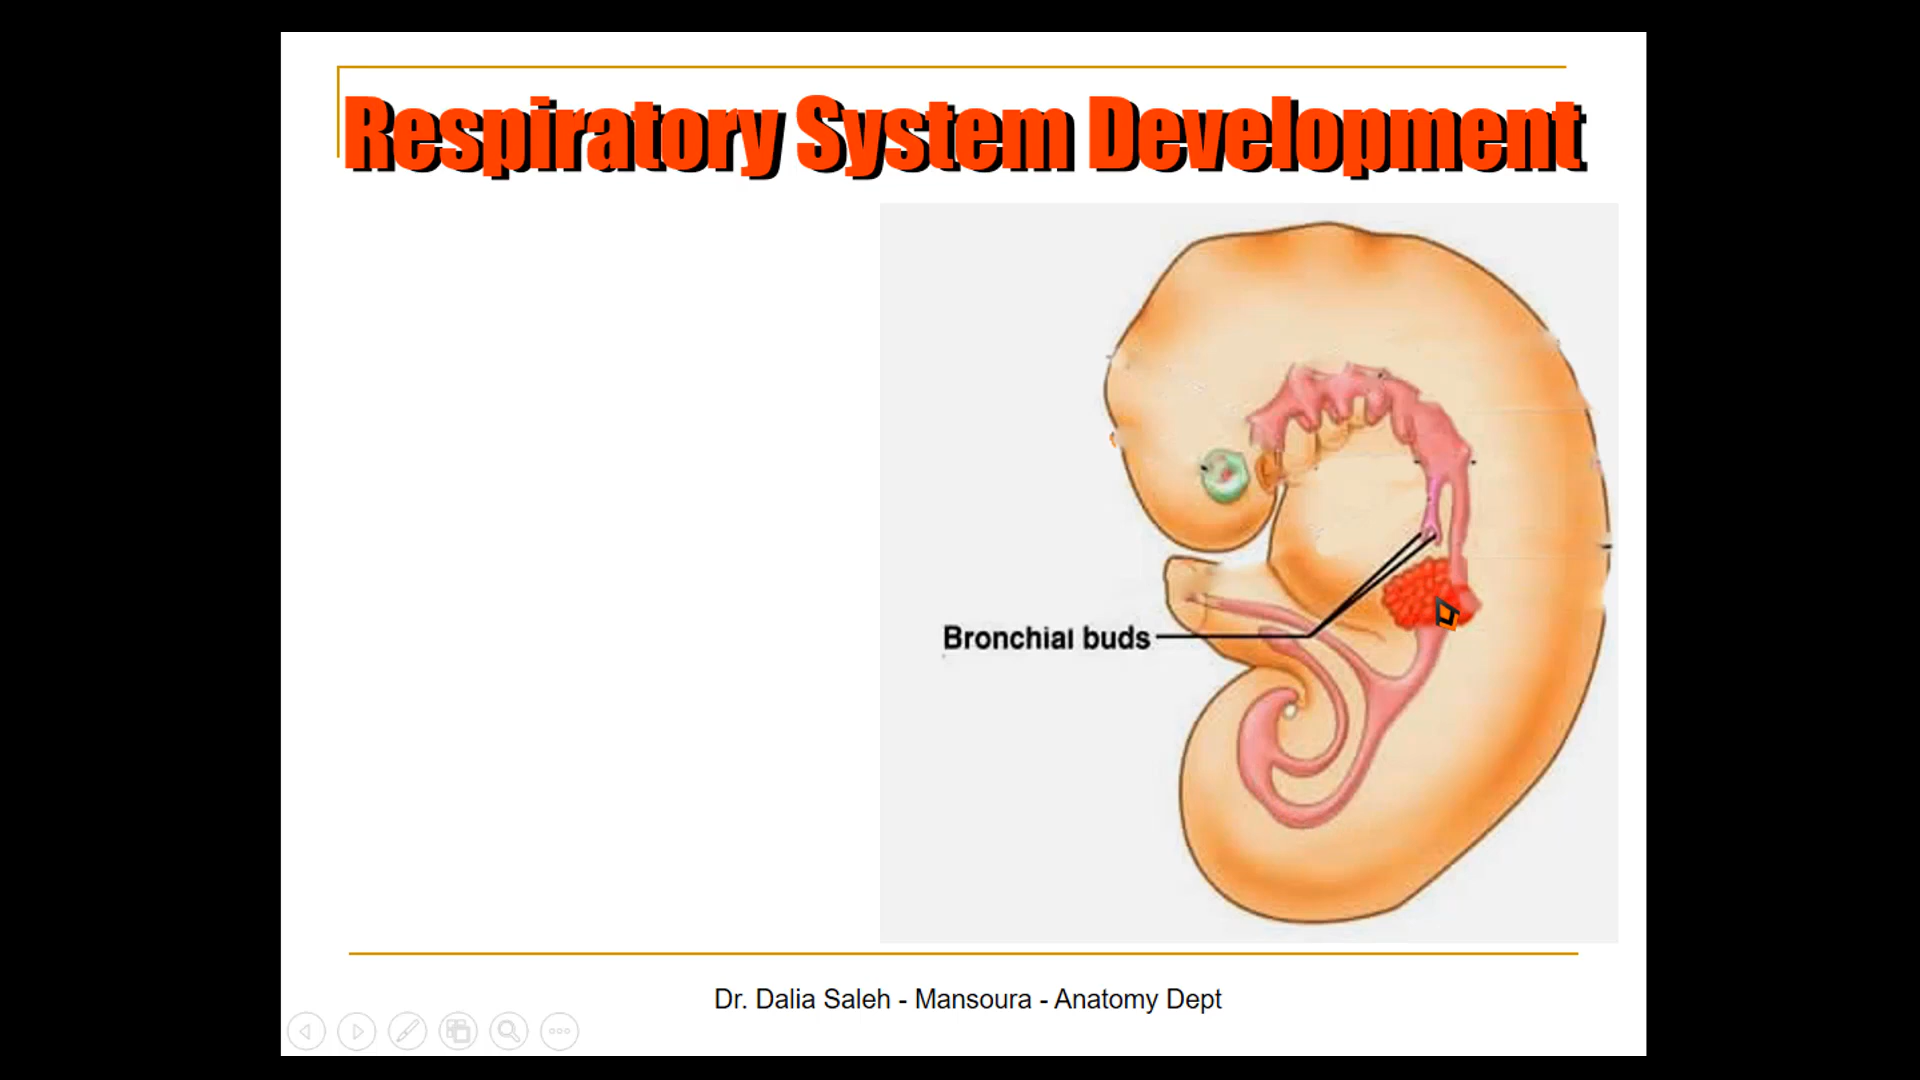 Respiratory System Development
Bronchial buds
Dr. Dalia Saleh - Mansoura - Anatomy Dept